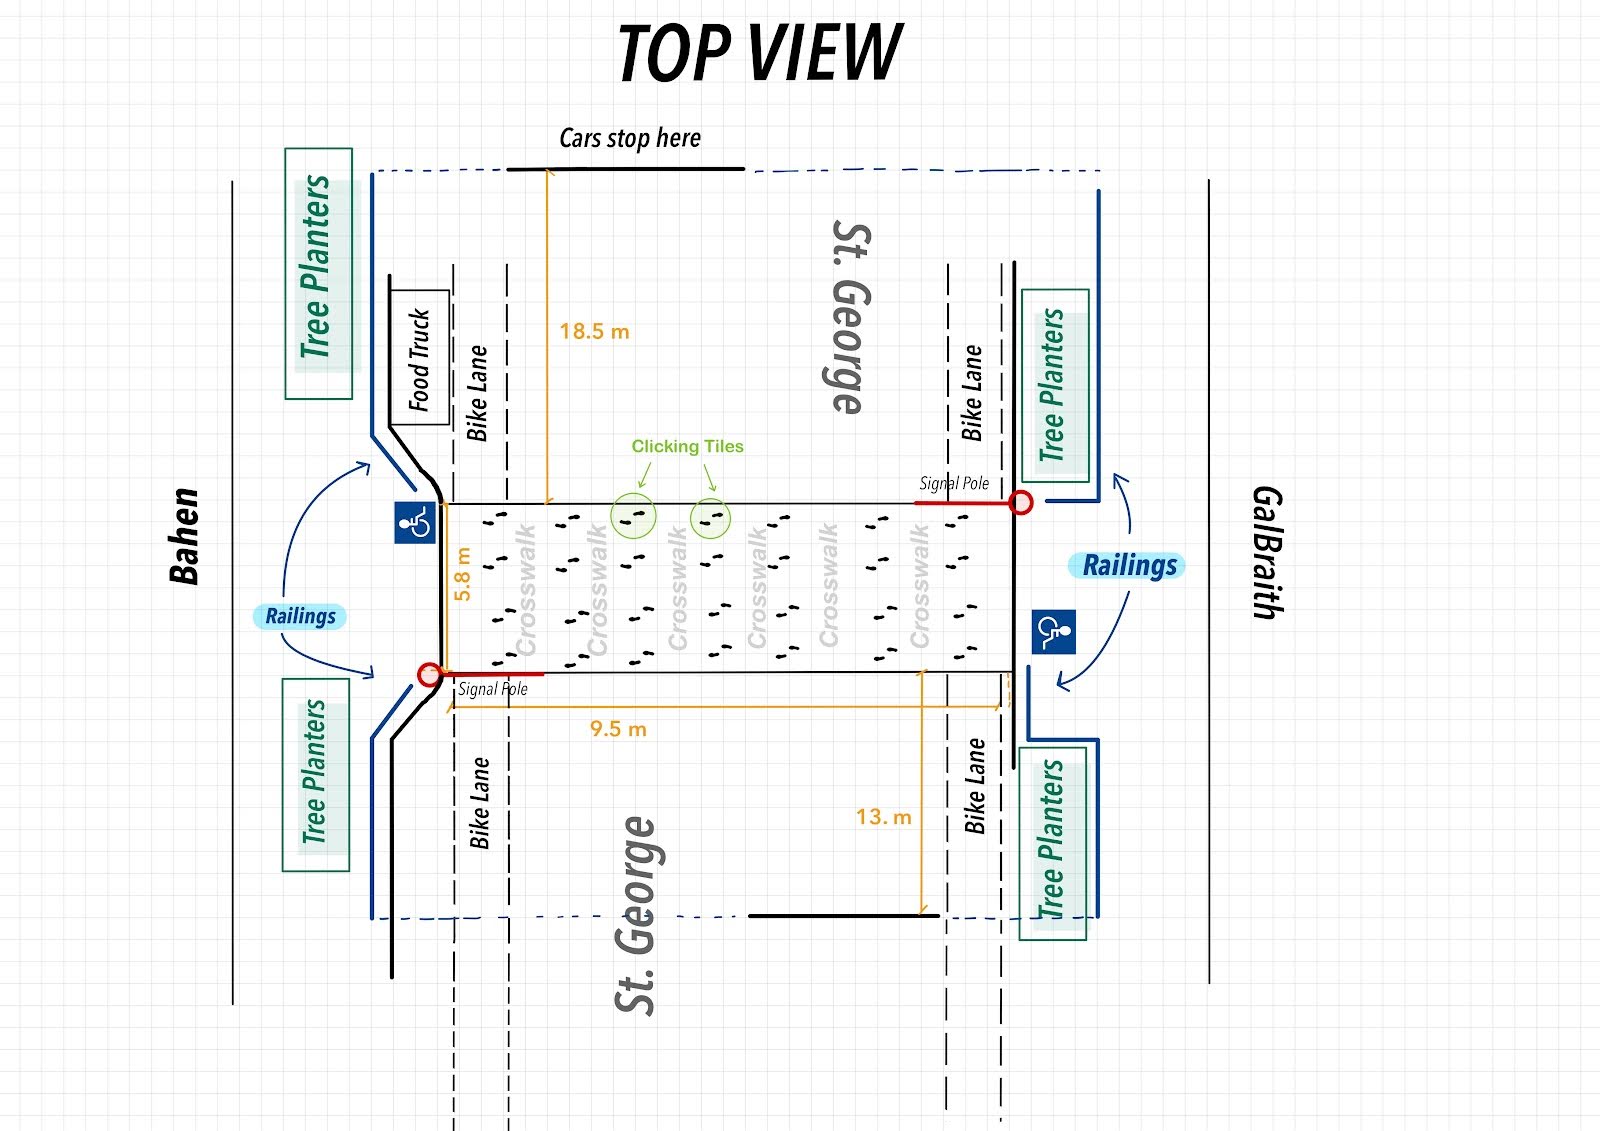 TOP VIEW
Cars stop here
Tree Planters
St. George
18.5 m
Food Truck
Bike Lane
Bike Lane
Tree Planters
Clicking Tiles
Signal Pole
Bahen
GalBraith
5.8 m
Crosswalk
Crosswalk
Crosswalk
Crosswalk
Crosswalk
Crosswalk
Railings
Railings
Signal Pole
9.5 m
Tree Planters
Bike Lane
13. m
Bike Lane
Tree Planters
St. George